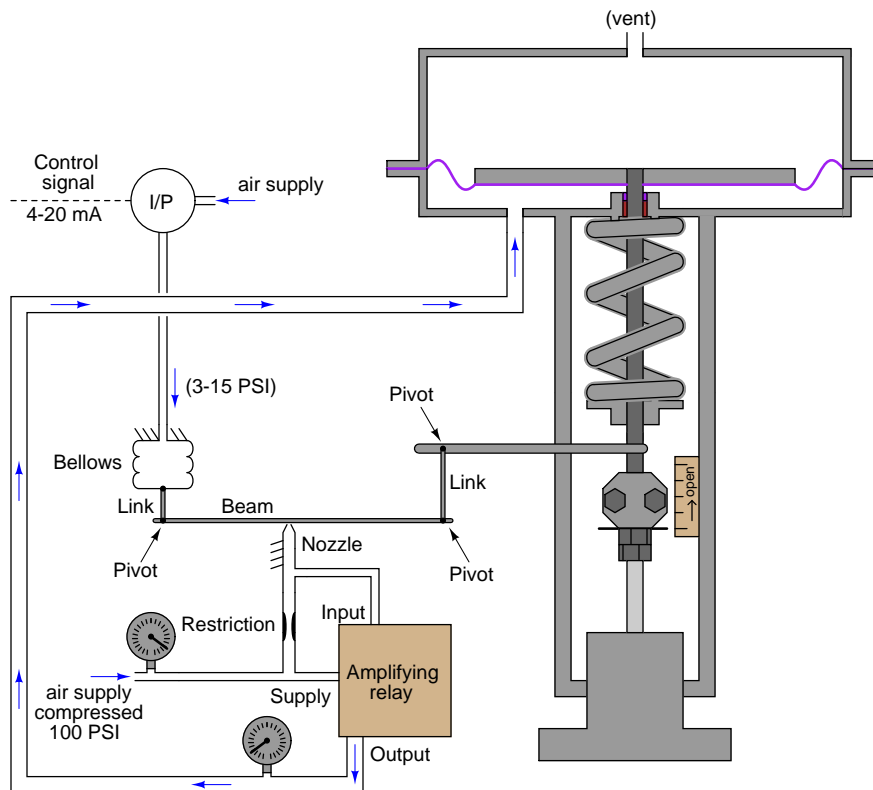 (vent)
Control
signal
4-20 mA
I/P
air supply
(3-15 PSI)
Pivot
Bellows
Link
Beam
Link
open
Nozzle
Pivot
Pivot
Restriction
Input
Amplifying
relay
air supply
compressed
100 PSI
Supply
Output